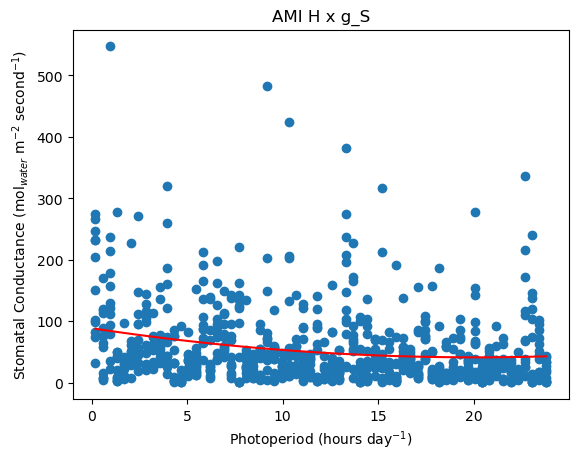 AMI H x g_S
Stomatal Conductance (mol$_{water}$ m$^{-2}$ second$^{-1}$)
500
400
300
200
100
0
0 5 10 15 20
Photoperiod (hours day$^{-1}$)